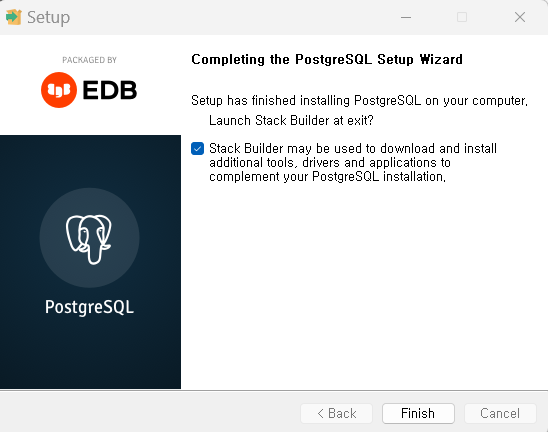 Setup
PACKAGED BY
EDB
PostgreSQL
Completing the PostgreSQL Setup Wizard
Setup has finished installing PostgreSQL on your computer.
Launch Stack Builder at exit?
Stack Builder may be used to download and install
additional tools, drivers and applications to
complement your PostgreSQL installation.
< Back
Finish
Cancel